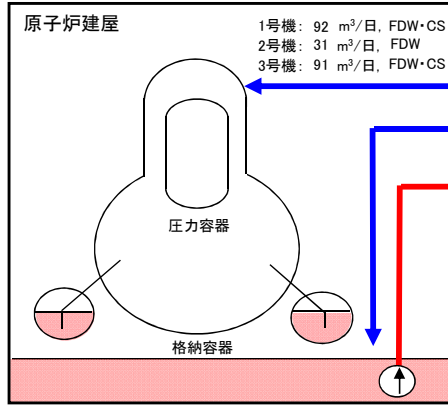 原子炉建屋
1号機: 92 m³/日, FDW・CS
2号機: 31 m³/日, FDW
3号機: 91 m³/日, FDW・CS
圧力容器
格納容器